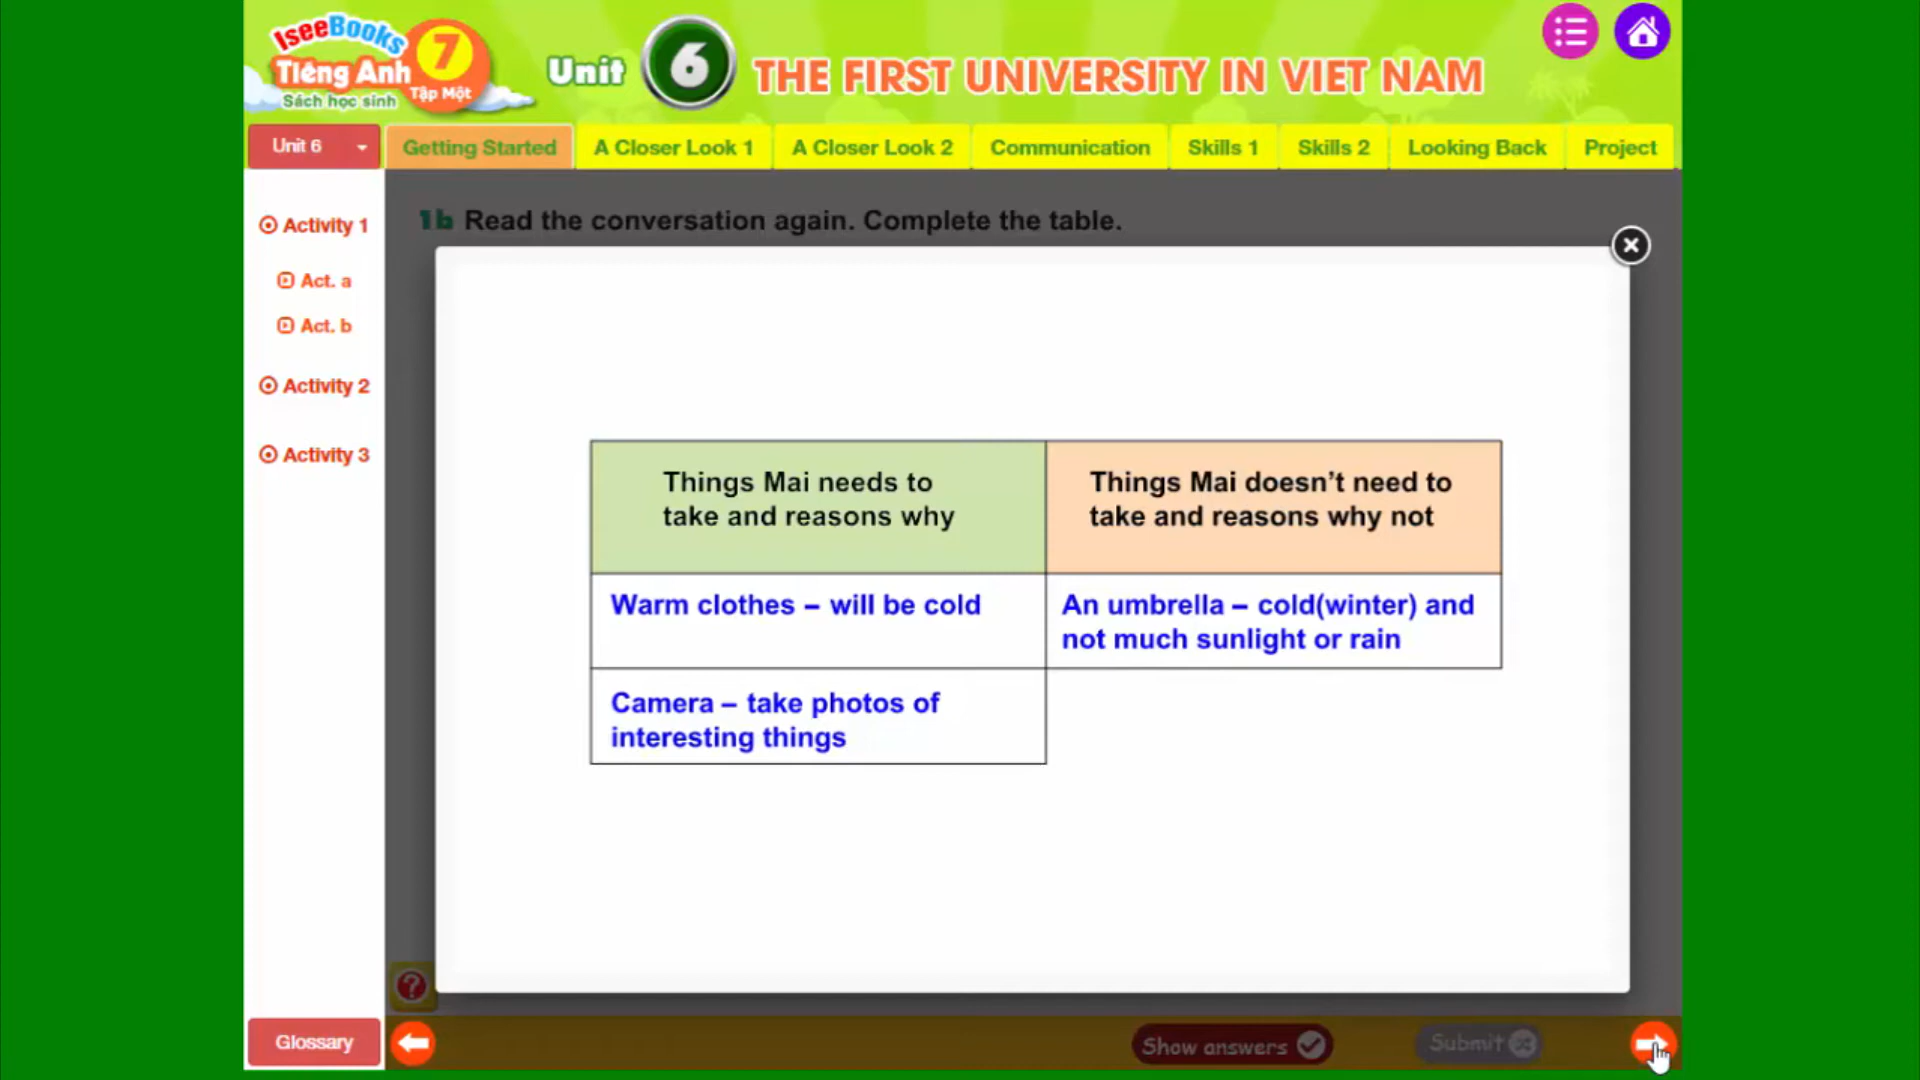 IseeBooks
Tiếng Anh
7
Sách học sinh
Tập Một
Unit 6 THE FIRST UNIVERSITY IN VIET NAM
Unit 6
Getting Started
A Closer Look 1
A Closer Look 2
Communication
Skills 1
Skills 2
Looking Back
Project
Activity 1
Act. a
Act. b
Activity 2
Activity 3
1b Read the conversation again. Complete the table.
Things Mai needs to
take and reasons why
Things Mai doesn’t need to
take and reasons why not
Warm clothes – will be cold
An umbrella – cold(winter) and
not much sunlight or rain
Camera – take photos of
interesting things
?
Glossary
Show answers
Submit